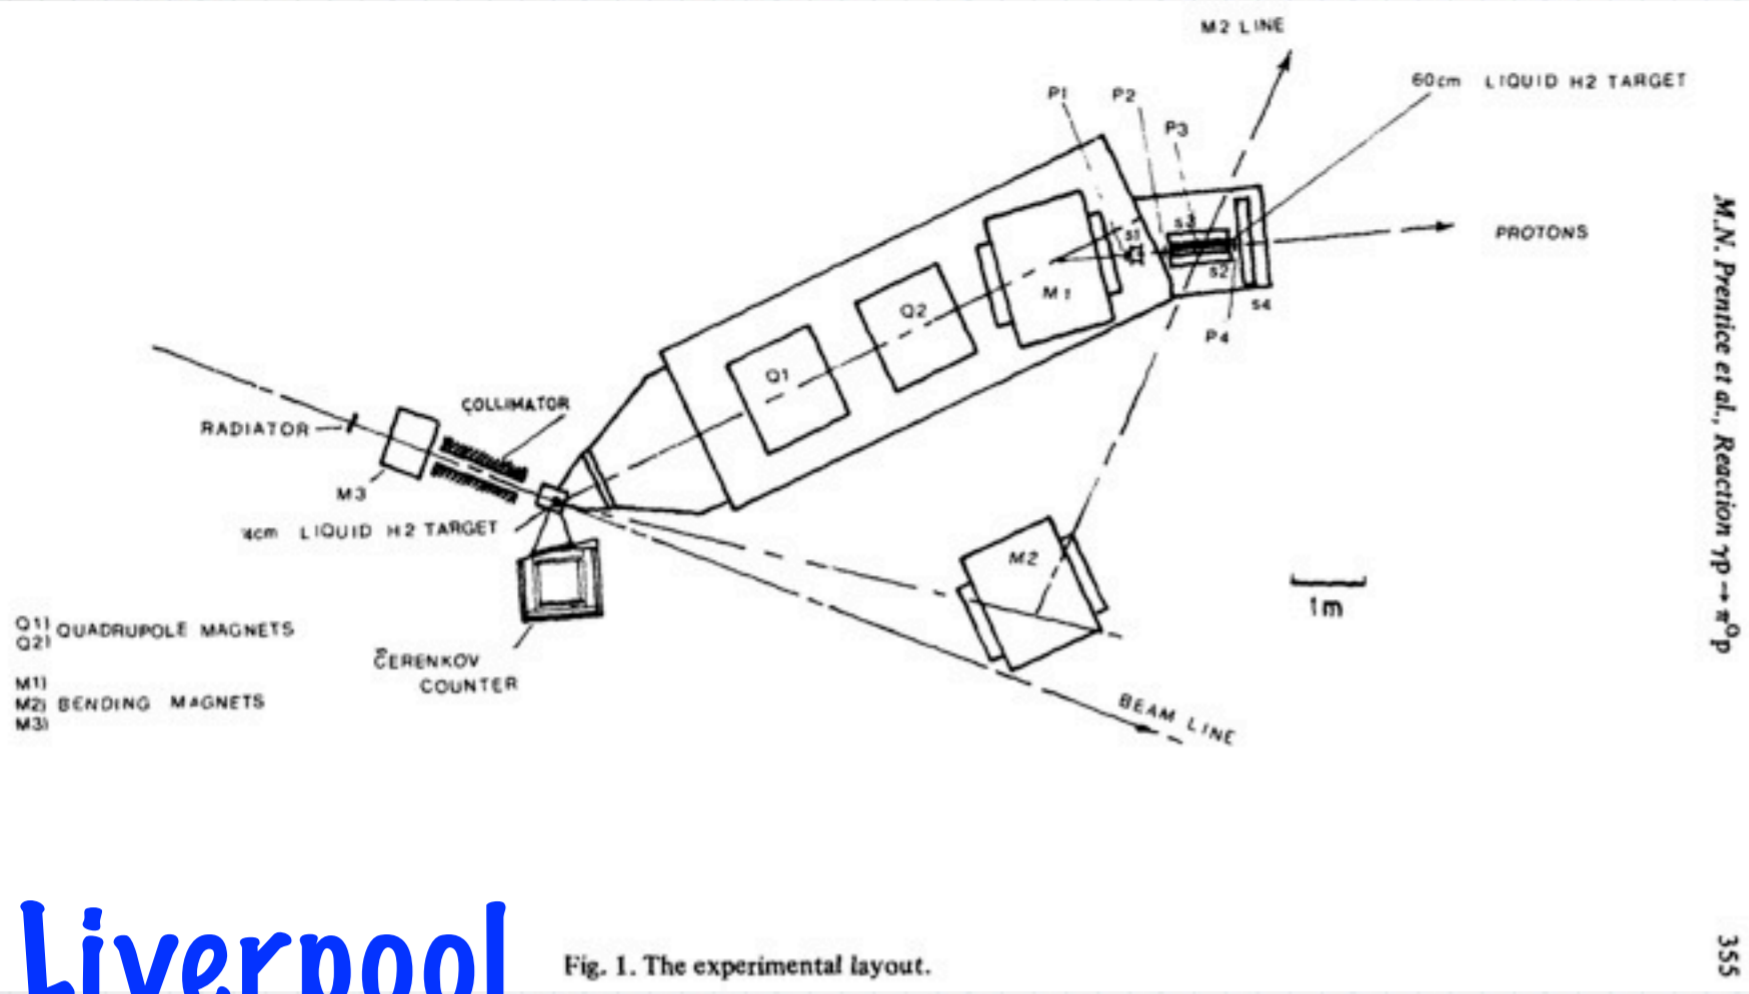 M2 LINE
60cm LIQUID H2 TARGET
P1
P2
P3
S1
S3
PROTONS
S2
M1
S4
Q2
P4
Q1
COLLIMATOR
RADIATOR
M3
4cm LIQUID H2 TARGET
M2
1m
Q1)
Q2) QUADRUPOLE MAGNETS
ČERENKOV
COUNTER
M1)
M2) BENDING MAGNETS
M3)
BEAM LINE
M.N. Prentice et al., Reaction γp → π⁰p
355
Liverpool
Fig. 1. The experimental layout.